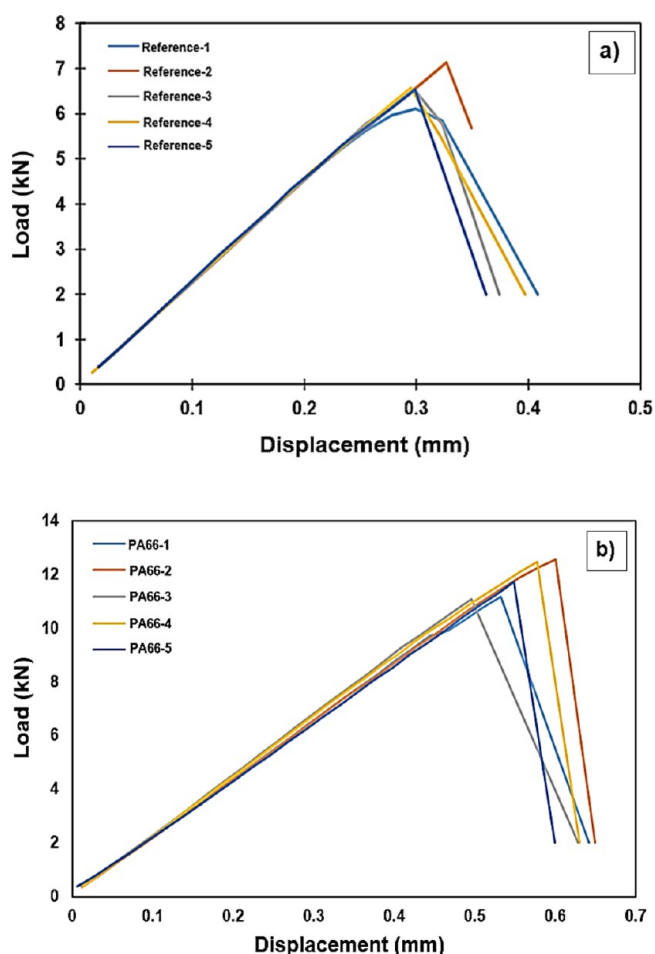 8
7
6
5
4
3
2
1
0
Load (kN)
Reference-1
Reference-2
Reference-3
Reference-4
Reference-5
a)
0
0.1
0.2
0.3
0.4
0.5
Displacement (mm)
14
12
10
8
6
4
2
0
Load (kN)
PA66-1
PA66-2
PA66-3
PA66-4
PA66-5
b)
0
0.1
0.2
0.3
0.4
0.5
0.6
0.7
Displacement (mm)